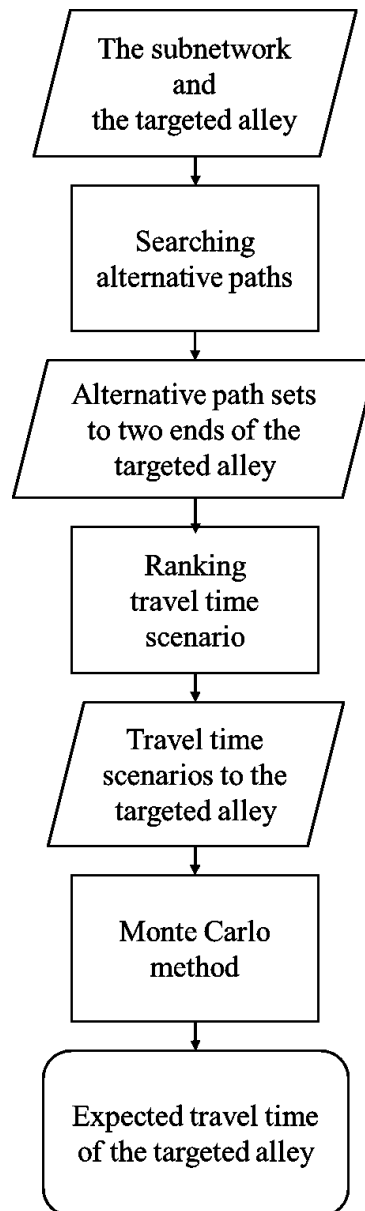 The subnetwork
and
the targeted alley
Searching
alternative paths
Alternative path sets
to two ends of the
targeted alley
Ranking
travel time
scenario
Travel time
scenarios to the
targeted alley
Monte Carlo
method
Expected travel time
of the targeted alley